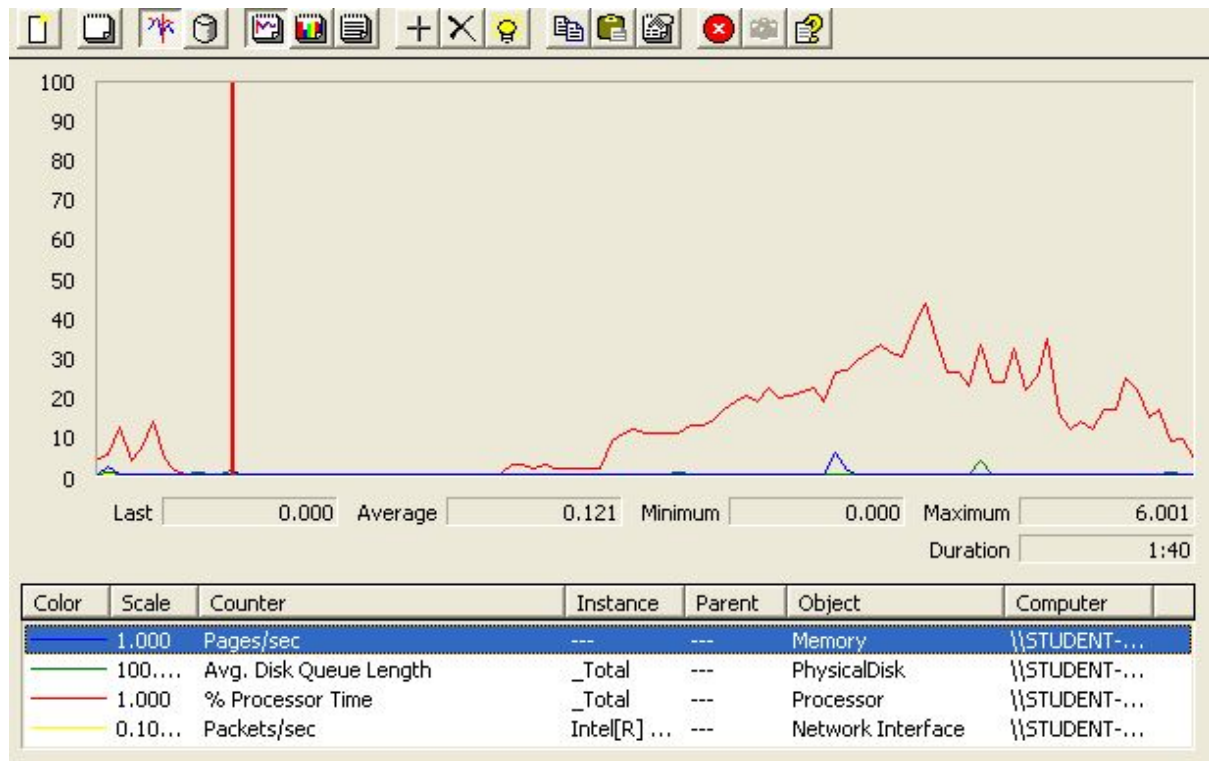 100
90
80
70
60
50
40
30
20
10
0
Last 0.000 Average 0.121 Minimum 0.000 Maximum 6.001
Duration 1:40
Color Scale Counter Instance Parent Object Computer
1.000 Pages/sec --- --- Memory \\STUDENT-...
100.... Avg. Disk Queue Length _Total --- PhysicalDisk \\STUDENT-...
1.000 % Processor Time _Total --- Processor \\STUDENT-...
0.10... Packets/sec Intel[R] ... --- Network Interface \\STUDENT-...